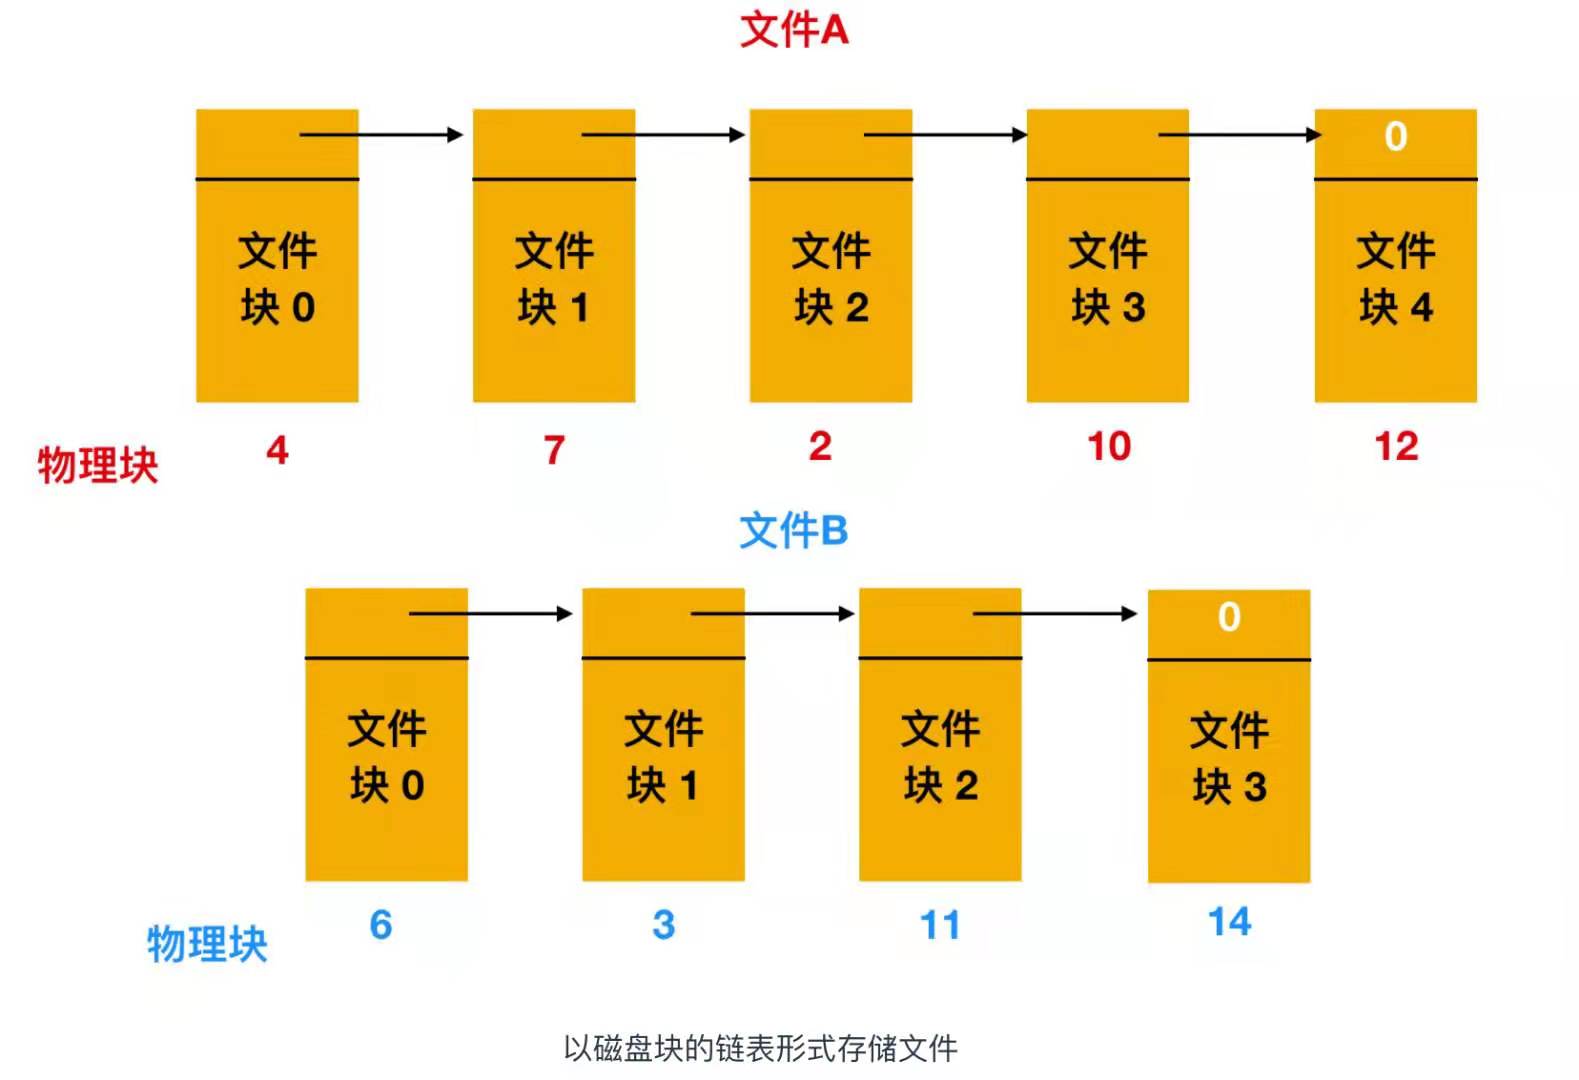 文件A
0
文件 文件 文件 文件 文件
块 0 块 1 块 2 块 3 块 4
物理块 4 7 2 10 12
文件B
0
文件 文件 文件 文件
块 0 块 1 块 2 块 3
物理块 6 3 11 14
以磁盘块的链表形式存储文件